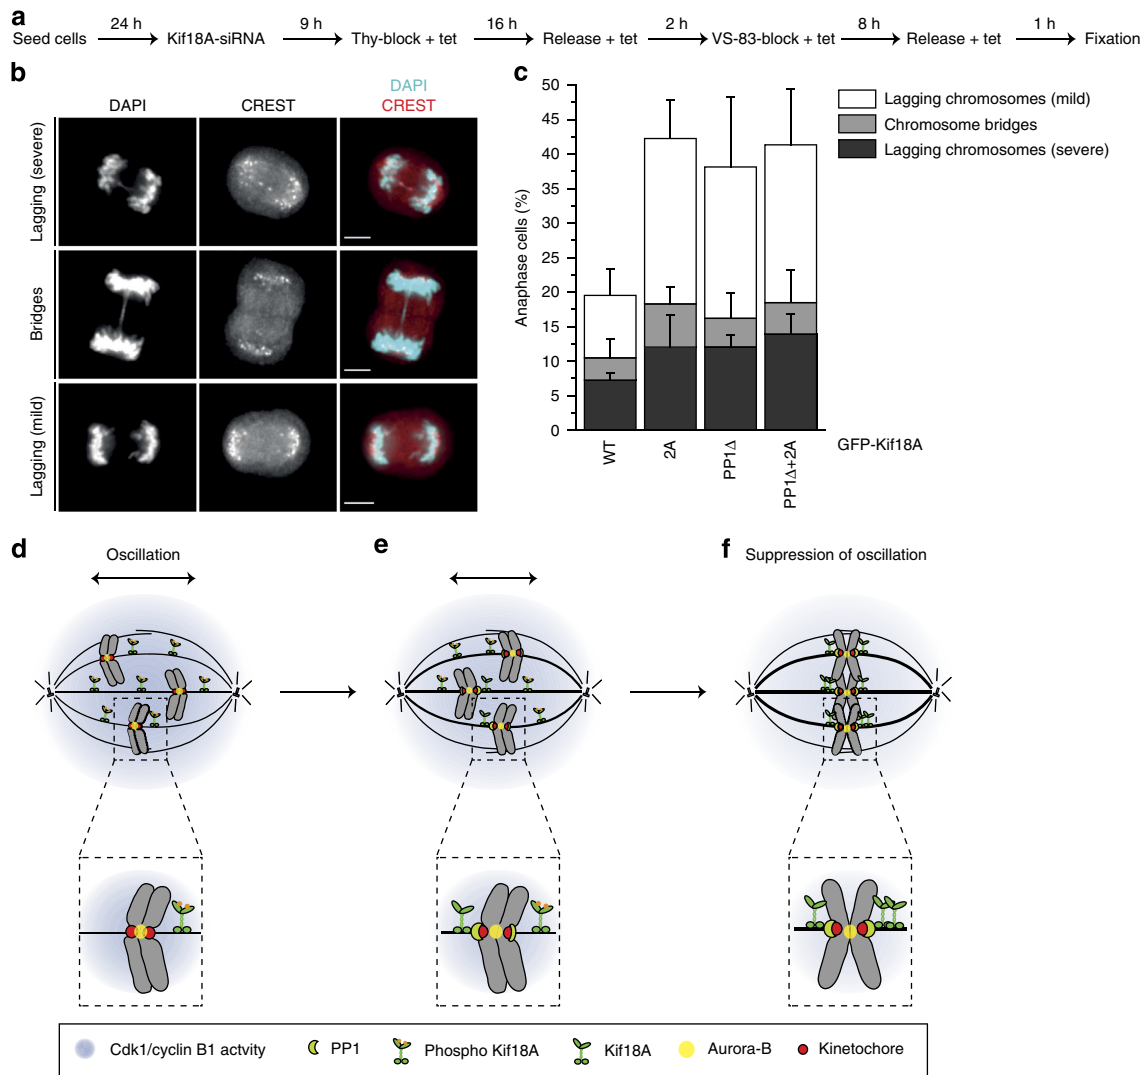 a
24 h 9 h 16 h 2 h 8 h 1 h
Seed cells Kif18A-siRNA Thy-block + tet Release + tet VS-83-block + tet Release + tet Fixation
b
DAPI CREST DAPI
CREST
Lagging (severe)
Bridges
Lagging (mild)
c
Anaphase cells (%)
50
45
40
35
30
25
20
15
10
5
0
Lagging chromosomes (mild)
Chromosome bridges
Lagging chromosomes (severe)
WT 2A PP1Δ PP1Δ+2A
GFP-Kif18A
d Oscillation
e
f Suppression of oscillation
Cdk1/cyclin B1 actvity PP1 Phospho Kif18A Kif18A Aurora-B Kinetochore